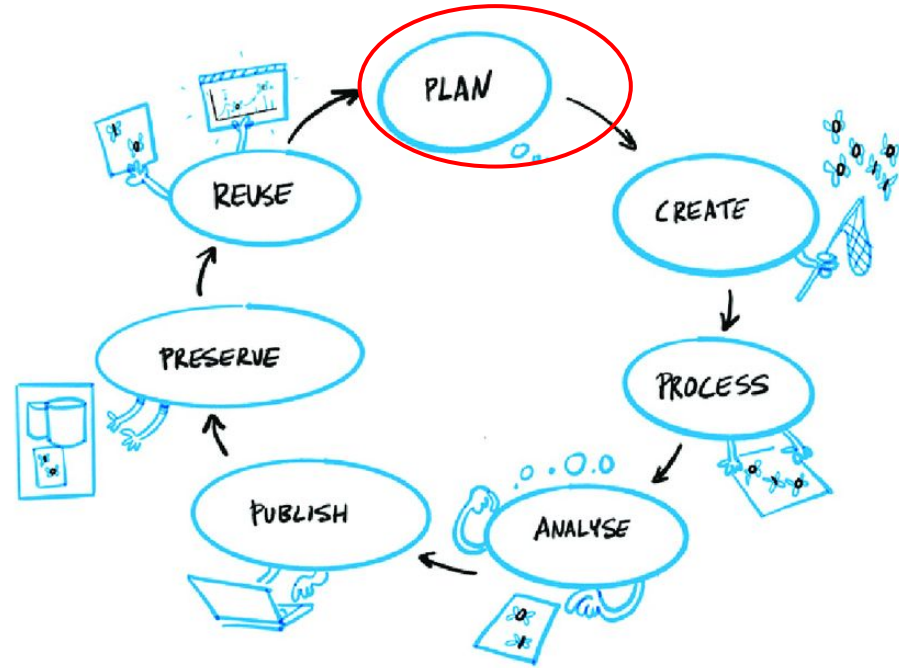 PLAN
CREATE
PROCESS
ANALYSE
PUBLISH
PRESERVE
REUSE